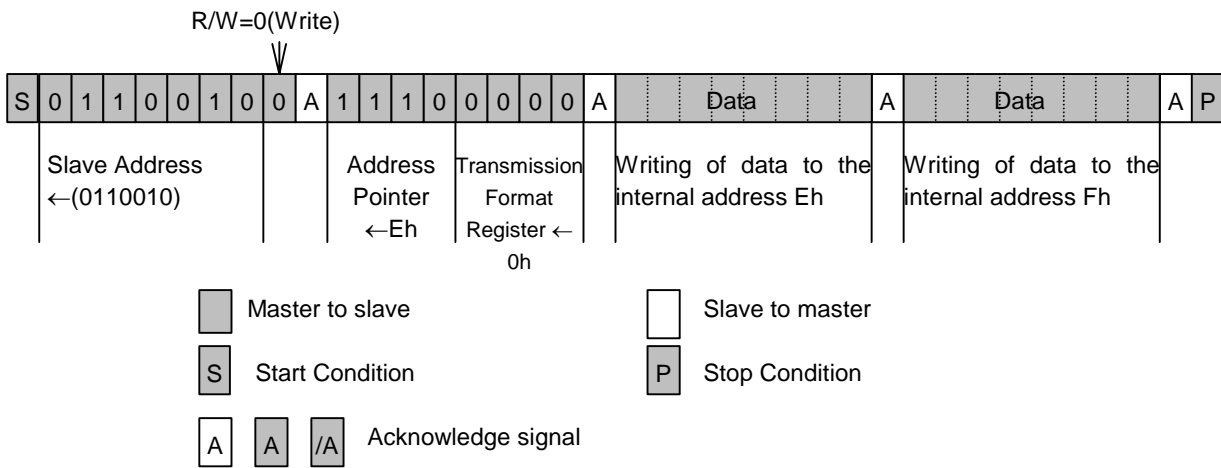 R/W=0(Write)
S 0 1 1 0 0 1 0 0 A 1 1 1 0 0 0 0 0 A Data A Data A P
Slave Address
←(0110010)
Address
Pointer
←Eh
Transmission
Format
Register ←
0h
Writing of data to the
internal address Eh
Writing of data to the
internal address Fh
Master to slave
Slave to master
S Start Condition
P Stop Condition
A A /A Acknowledge signal